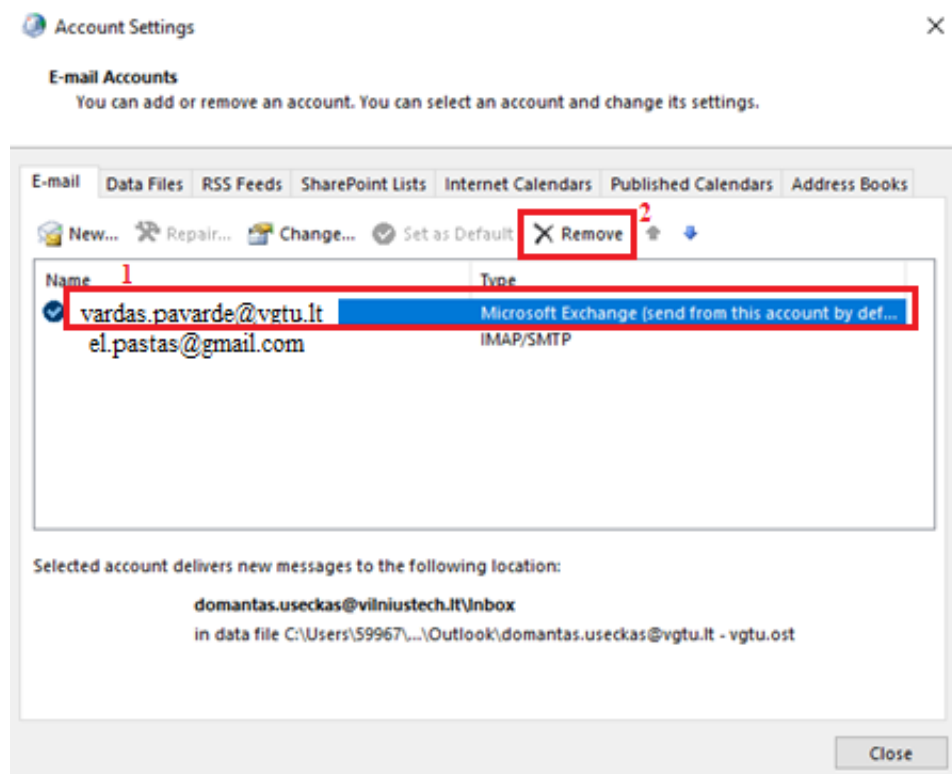 Account Settings
E-mail Accounts
You can add or remove an account. You can select an account and change its settings.
E-mail Data Files RSS Feeds SharePoint Lists Internet Calendars Published Calendars Address Books
New... Repair... Change... Set as Default Remove 2
Name 1 Type
vardas.pavarde@vgtu.lt Microsoft Exchange (send from this account by def...
el.pastas@gmail.com IMAP/SMTP
Selected account delivers new messages to the following location:
domantas.useckas@vilniustech.lt\Inbox
in data file C:\Users\59967\...\Outlook\domantas.useckas@vgtu.lt - vgtu.ost
Close